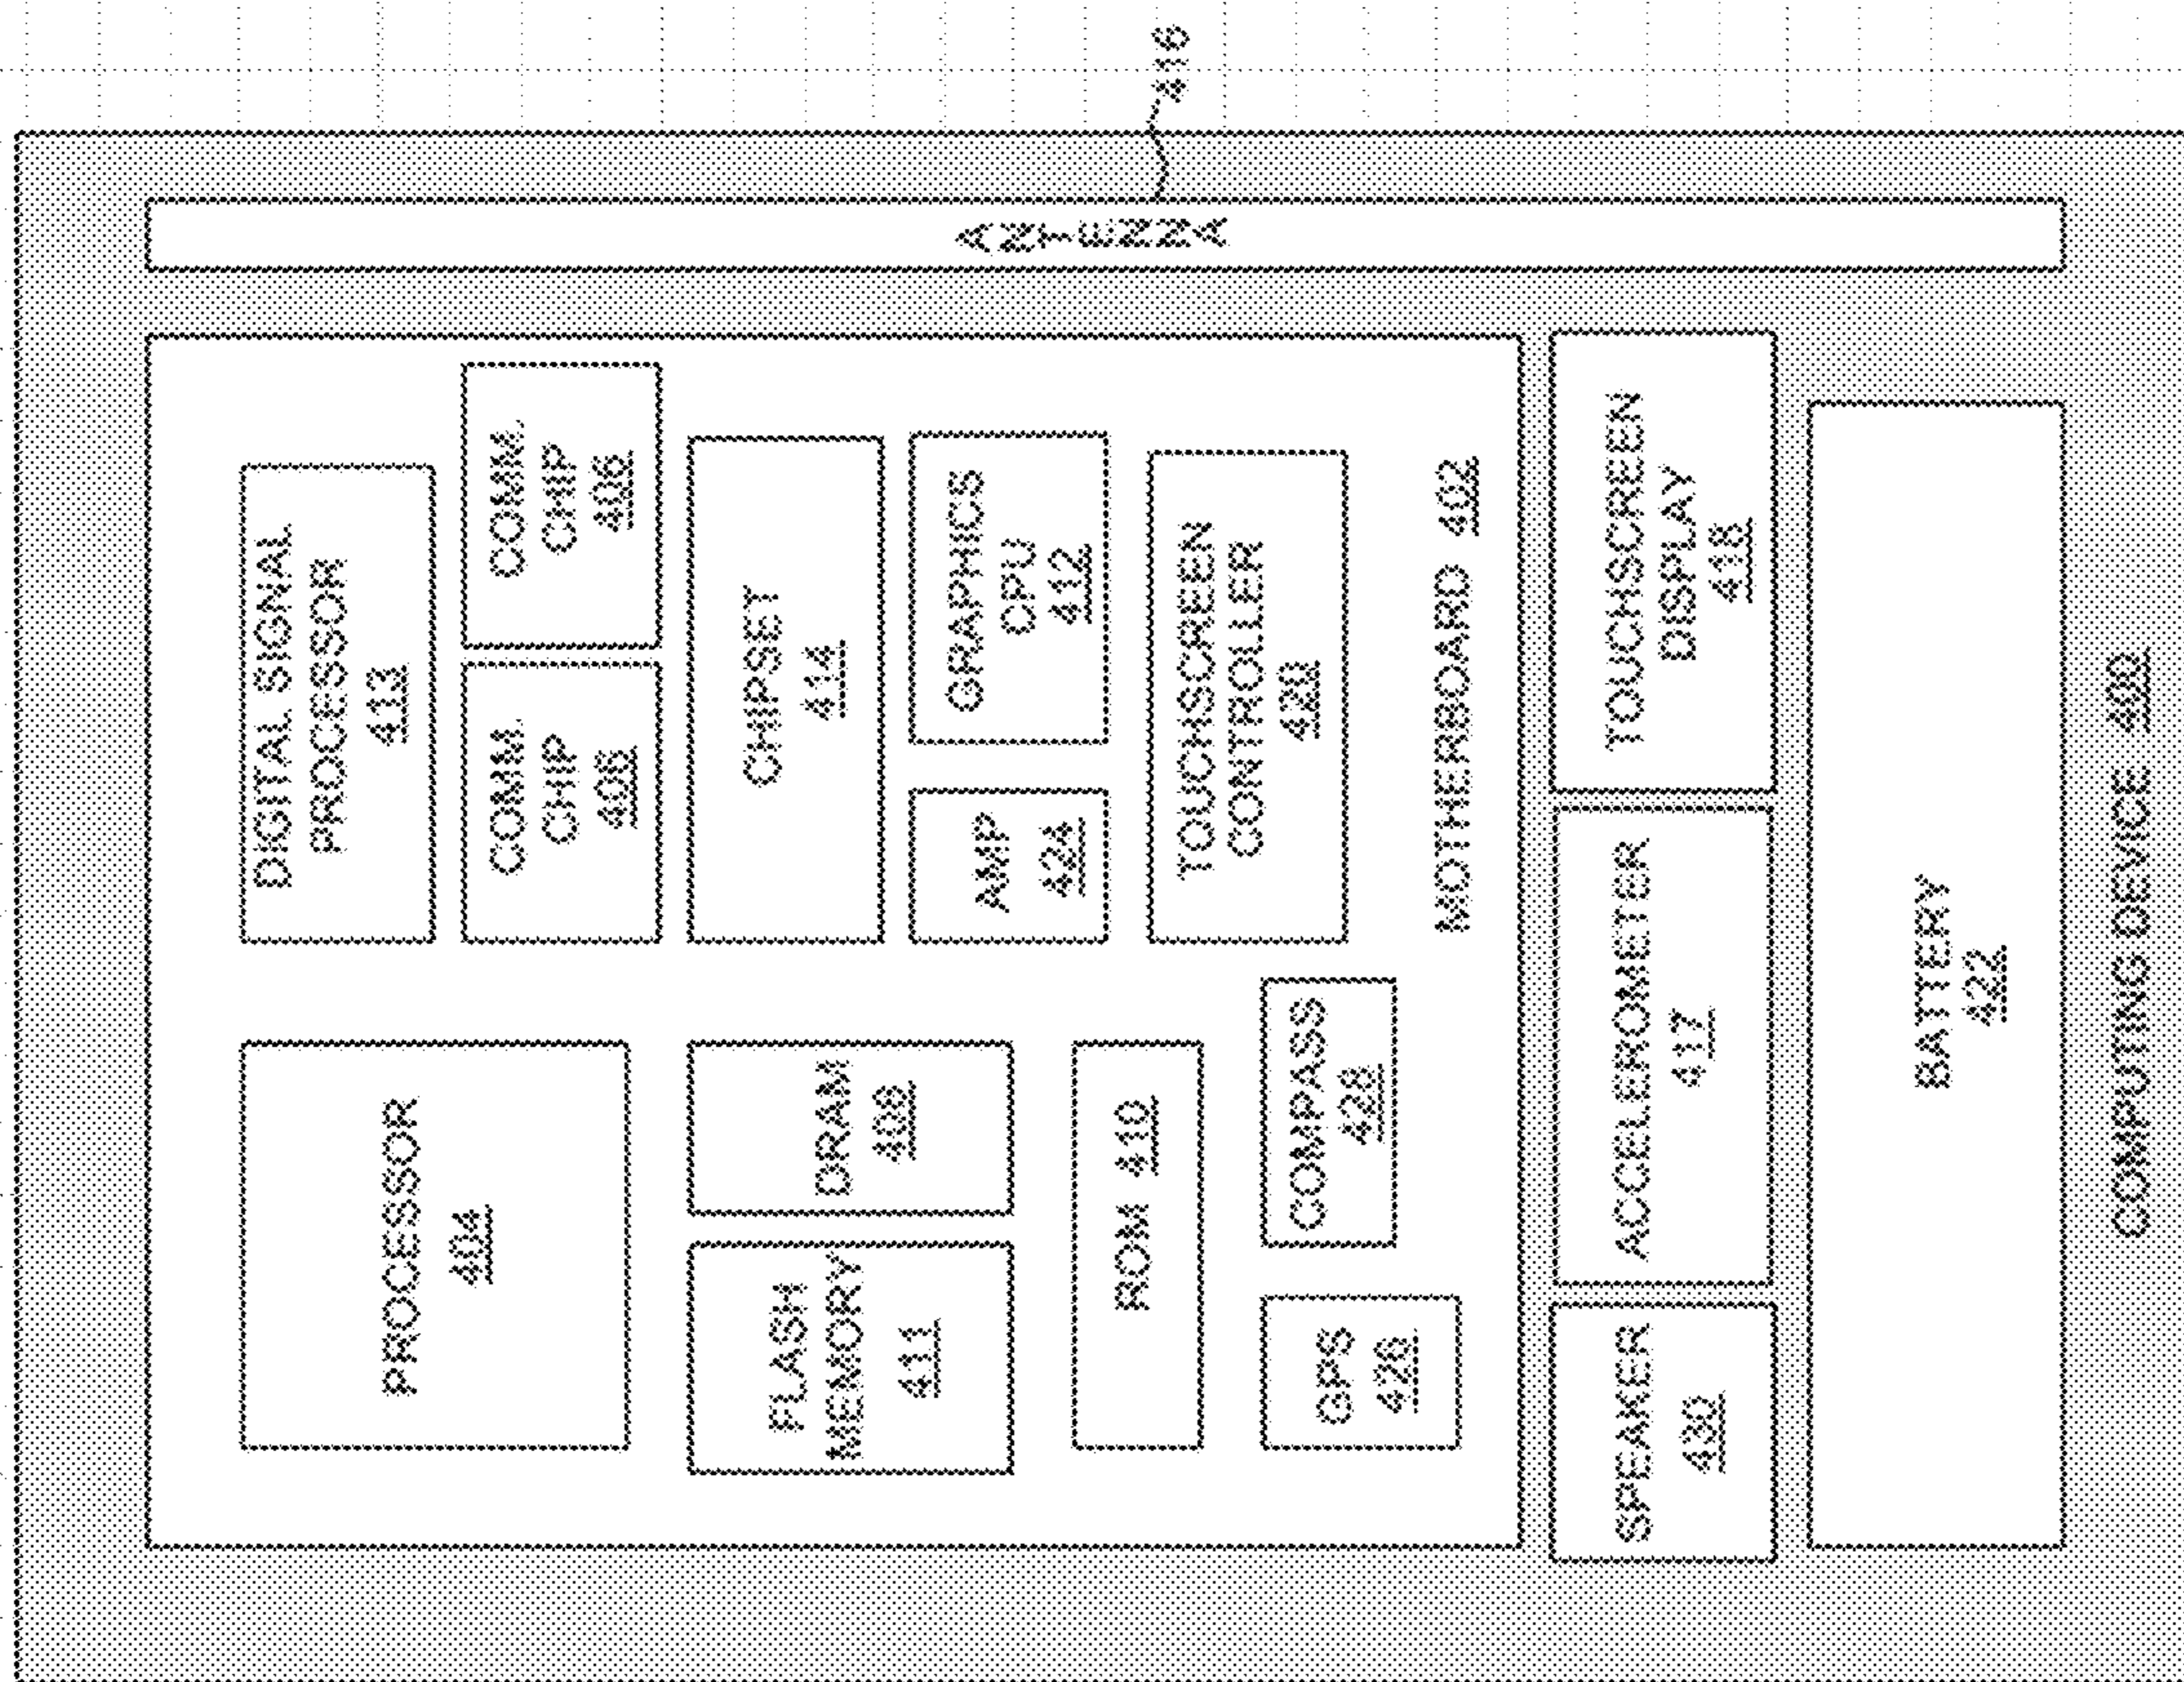 PROCESSOR
404
DIGITAL SIGNAL
PROCESSOR
413
COMM.
CHIP
406
COMM.
CHIP
406
FLASH
MEMORY
411
DRAM
408
CHIPSET
414
AMP
424
GRAPHICS
CPU
412
ROM 410
TOUCHSCREEN
CONTROLLER
420
GPS
426
COMPASS
428
MOTHERBOARD 402
ANTENNA
416
SPEAKER
430
ACCELEROMETER
417
TOUCHSCREEN
DISPLAY
418
BATTERY
422
COMPUTING DEVICE 400